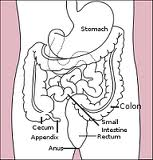 Stomach
Colon
Cecum
Small
Intestine
Appendix
Rectum
Anus